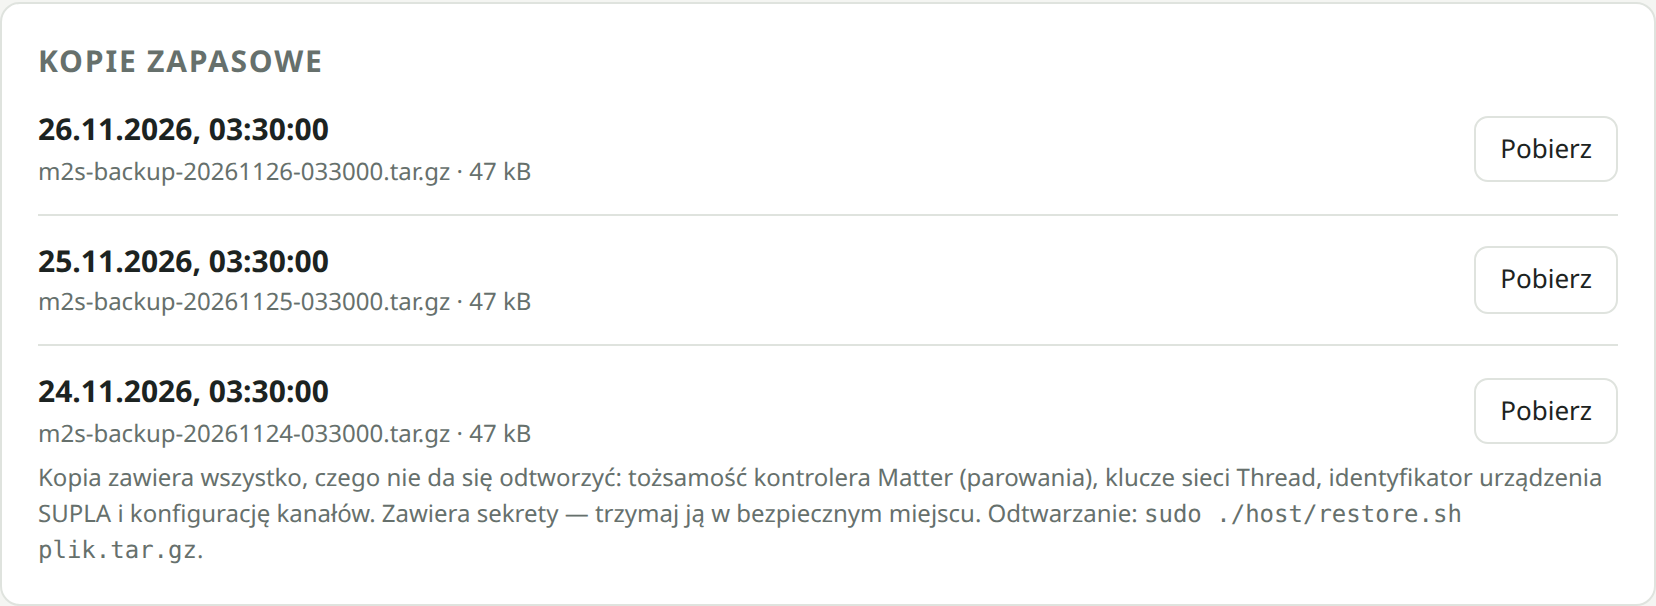 KOPIE ZAPASOWE
26.11.2026, 03:30:00
m2s-backup-20261126-033000.tar.gz · 47 kB
Pobierz
25.11.2026, 03:30:00
m2s-backup-20261125-033000.tar.gz · 47 kB
Pobierz
24.11.2026, 03:30:00
m2s-backup-20261124-033000.tar.gz · 47 kB
Pobierz
Kopia zawiera wszystko, czego nie da się odtworzyć: tożsamość kontrolera Matter (parowania), klucze sieci Thread, identyfikator urządzenia
SUPLA i konfigurację kanałów. Zawiera sekrety — trzymaj ją w bezpiecznym miejscu. Odtwarzanie: sudo ./host/restore.sh
plik.tar.gz.